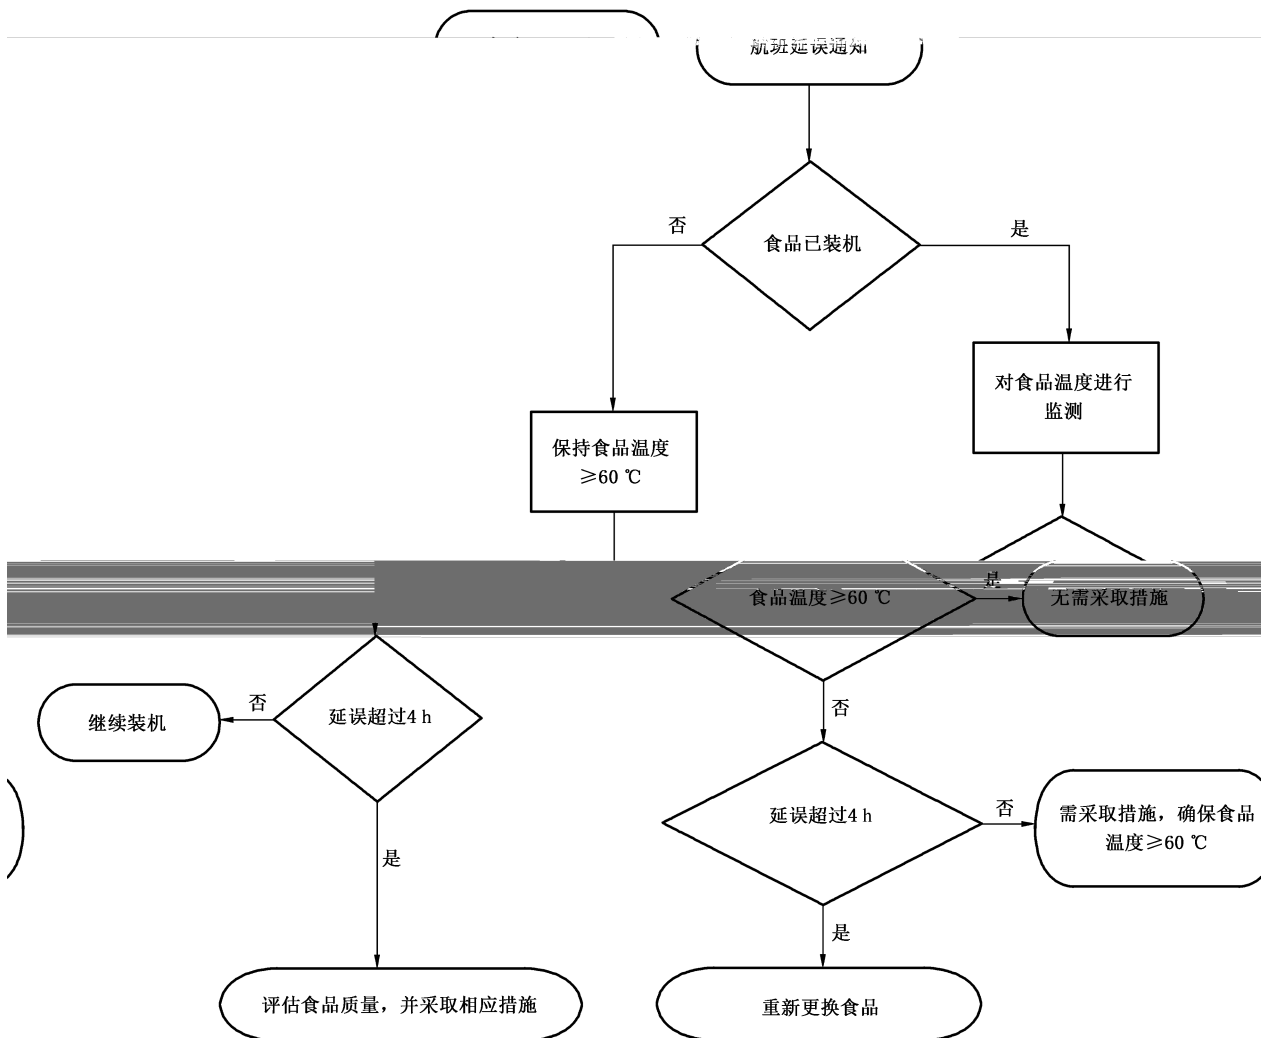 航班延误通知
否
食品已装机
是
对食品温度进行
监测
保持食品温度
≥60 ℃
食品温度≥60 ℃
是
无需采取措施
继续装机
否
延误超过4 h
否
延误超过4 h
否
需采取措施，确保食品
温度≥60 ℃
是
是
评估食品质量，并采取相应措施
重新更换食品